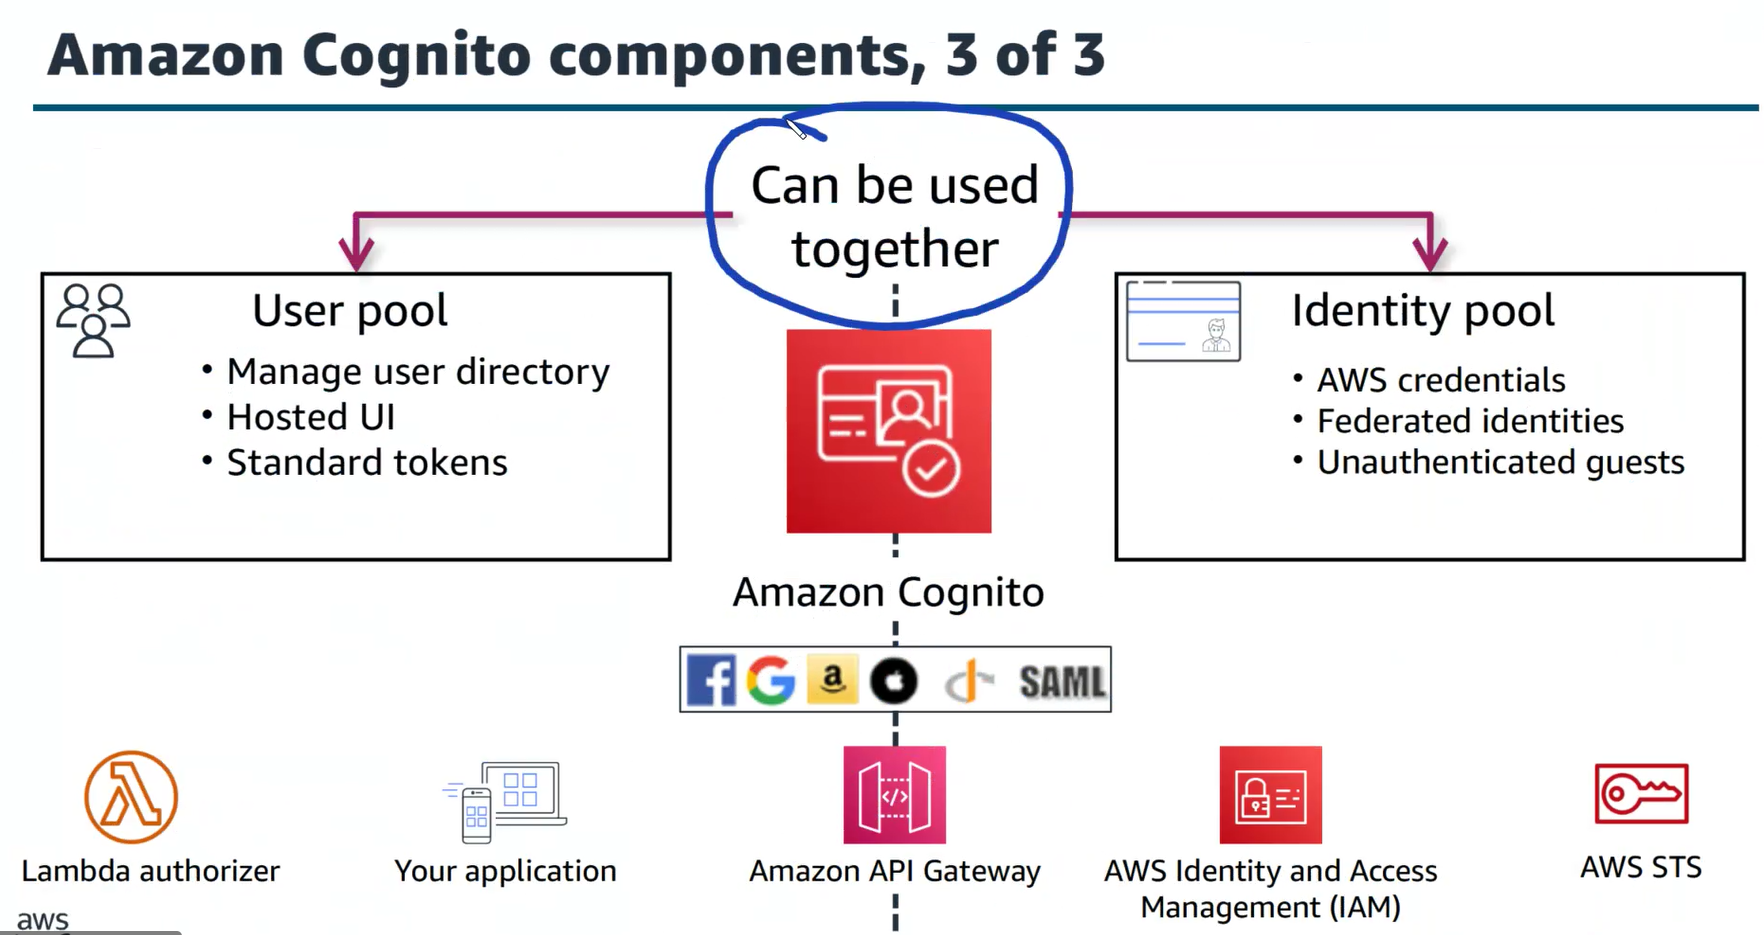 Amazon Cognito components, 3 of 3
Can be used
together
User pool
• Manage user directory
• Hosted UI
• Standard tokens
Identity pool
• AWS credentials
• Federated identities
• Unauthenticated guests
Amazon Cognito
f G a SAML
</>
Lambda authorizer
Your application
Amazon API Gateway
AWS Identity and Access
Management (IAM)
AWS STS
aws